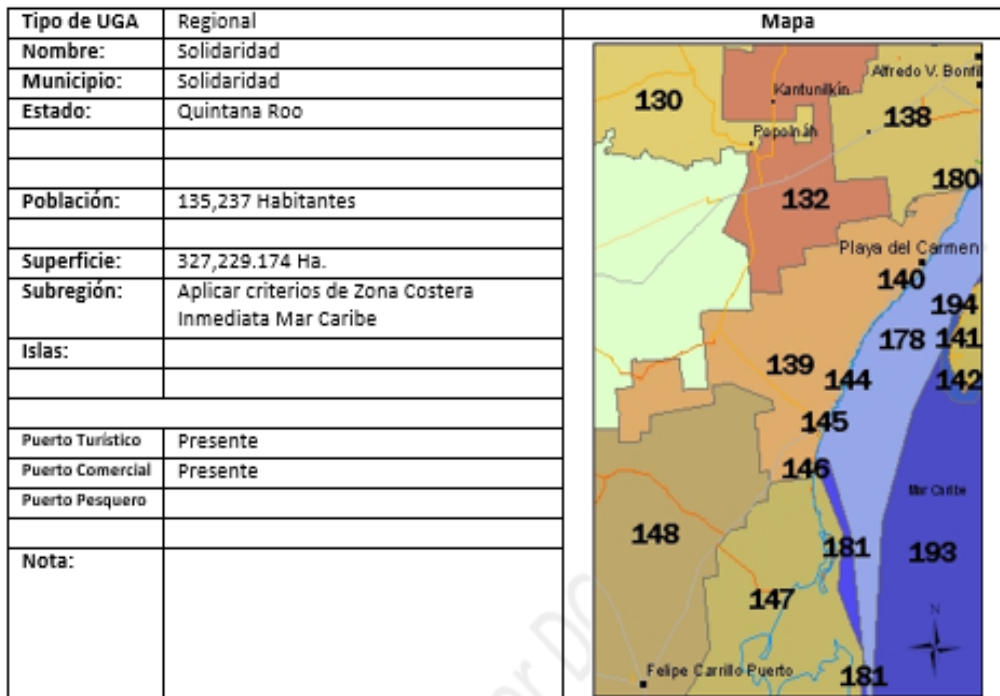 Tipo de UGA Regional Mapa
Nombre: Solidaridad
Municipio: Solidaridad
Estado: Quintana Roo
Población: 135,237 Habitantes
Superficie: 327,229.174 Ha.
Subregión: Aplicar criterios de Zona Costera
Inmediata Mar Caribe
Islas:
Puerto Turístico Presente
Puerto Comercial Presente
Puerto Pesquero
Nota:
Alfredo V. Bonfil
Kantunilkín
130
138
Popolnáh
180
132
Playa del Carmen
140
194
178 141
139
144 142
145
146
Mar Caribe
148
181 193
147
N
Felipe Carrillo Puerto
181
or DO